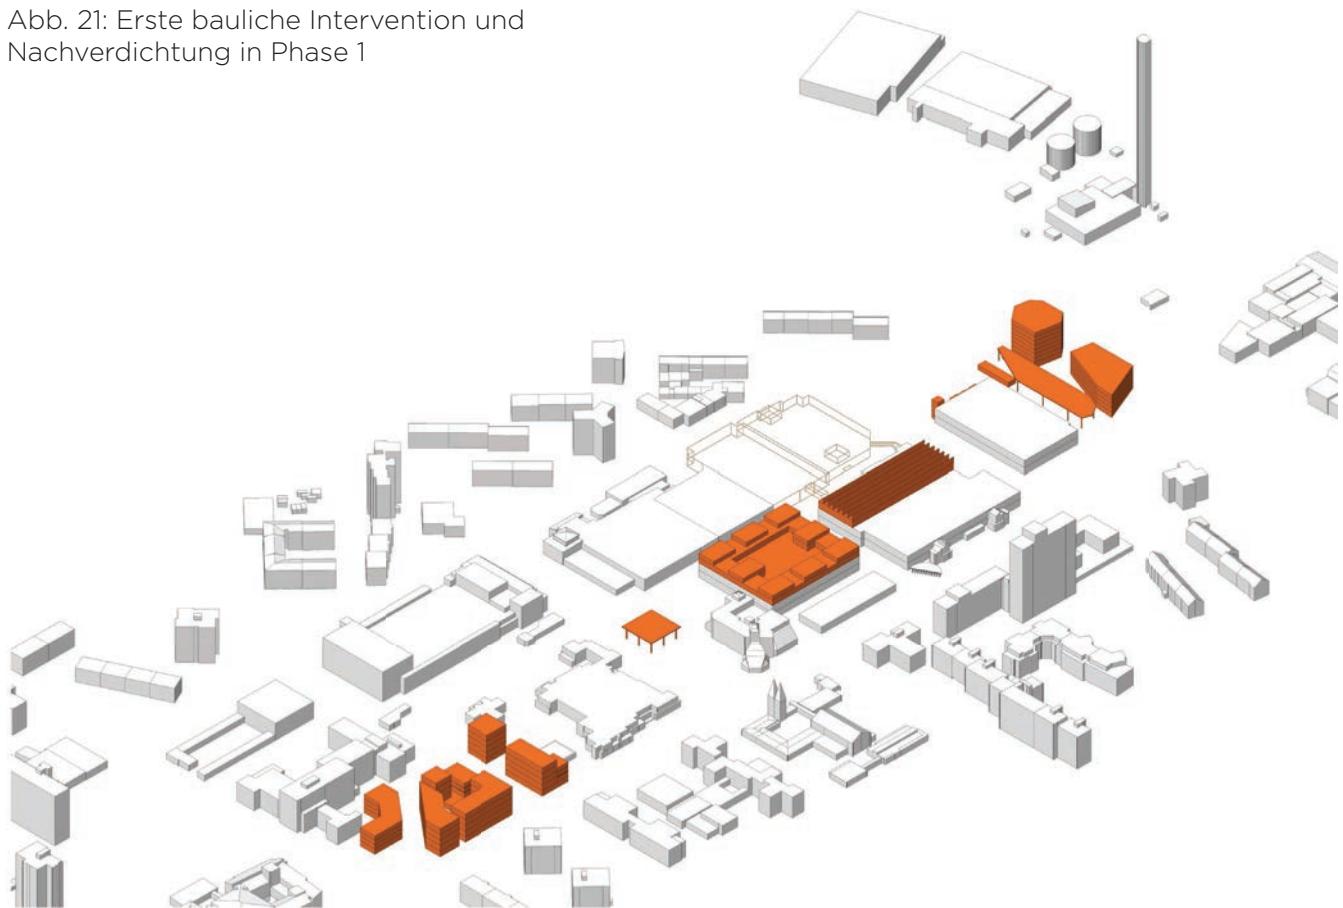 Abb. 21: Erste bauliche Intervention und
Nachverdichtung in Phase 1